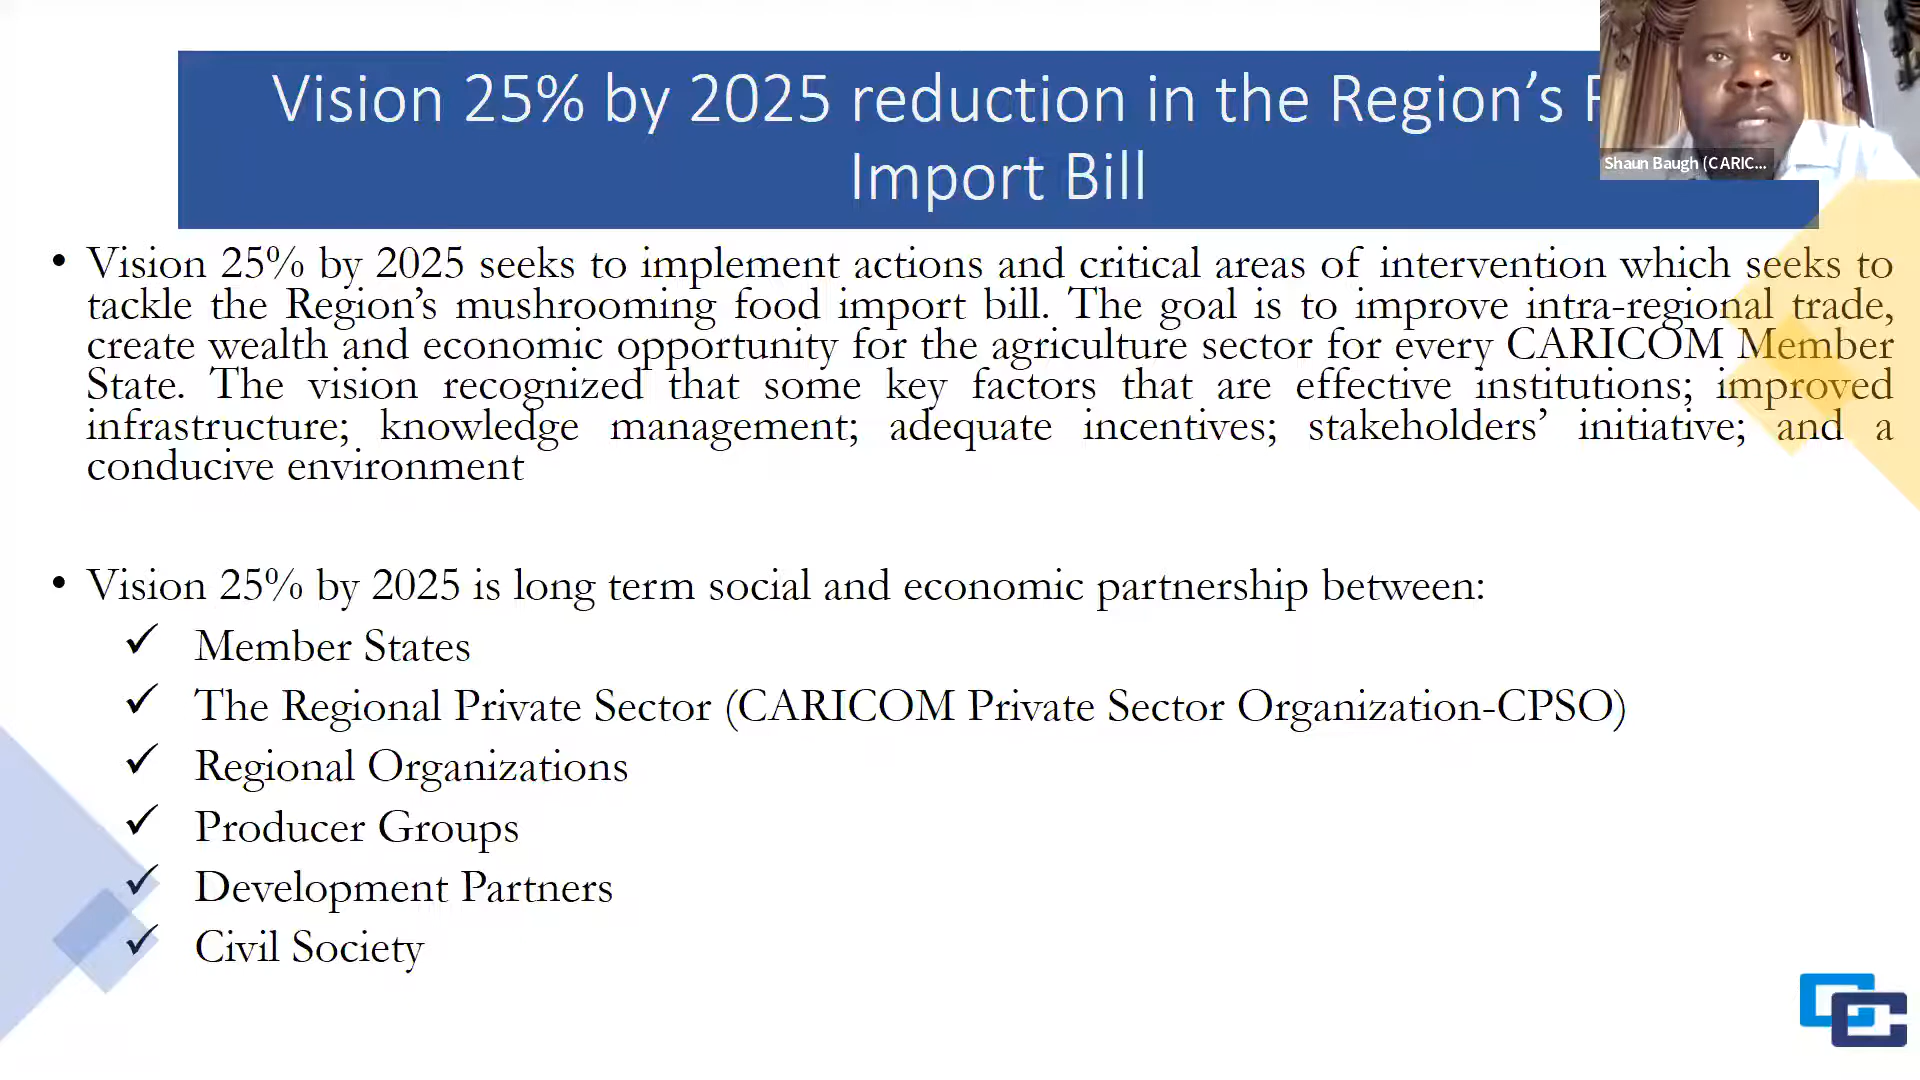 Vision 25% by 2025 reduction in the Region’s
Import Bill
Shaun Baugh (CARIC...
• Vision 25% by 2025 seeks to implement actions and critical areas of intervention which seeks to
tackle the Region’s mushrooming food import bill. The goal is to improve intra-regional trade,
create wealth and economic opportunity for the agriculture sector for every CARICOM Member
State. The vision recognized that some key factors that are effective institutions; improved
infrastructure; knowledge management; adequate incentives; stakeholders’ initiative; and a
conducive environment
• Vision 25% by 2025 is long term social and economic partnership between:
✓ Member States
✓ The Regional Private Sector (CARICOM Private Sector Organization-CPSO)
✓ Regional Organizations
✓ Producer Groups
✓ Development Partners
✓ Civil Society